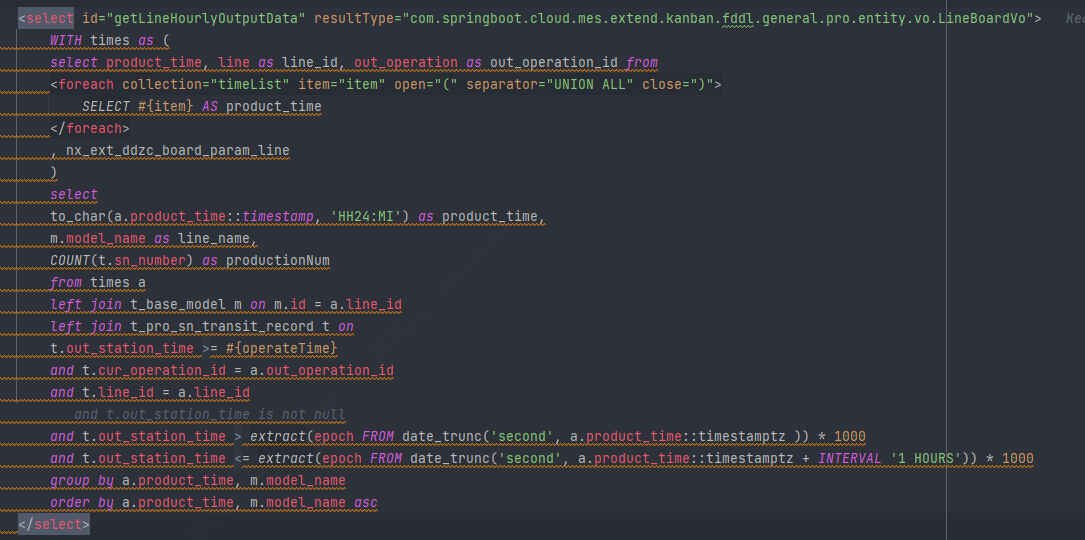 <select id="getLineHourlyOutputData" resultType="com.springboot.cloud.mes.extend.kanban.fddl.general.pro.entity.vo.LineBoardVo">
WITH times as (
select product_time, line as line_id, out_operation as out_operation_id from
<foreach collection="timeList" item="item" open="(" separator="UNION ALL" close=")">
SELECT #{item} AS product_time
</foreach>
, nx_ext_ddzc_board_param_line
)
select
to_char(a.product_time::timestamp, 'HH24:MI') as product_time,
m.model_name as line_name,
COUNT(t.sn_number) as productionNum
from times a
left join t_base_model m on m.id = a.line_id
left join t_pro_sn_transit_record t on
t.out_station_time >= #{operateTime}
and t.cur_operation_id = a.out_operation_id
and t.line_id = a.line_id
and t.out_station_time is not null
and t.out_station_time > extract(epoch FROM date_trunc('second', a.product_time::timestamptz )) * 1000
and t.out_station_time <= extract(epoch FROM date_trunc('second', a.product_time::timestamptz + INTERVAL '1 HOURS')) * 1000
group by a.product_time, m.model_name
order by a.product_time, m.model_name asc
</select>